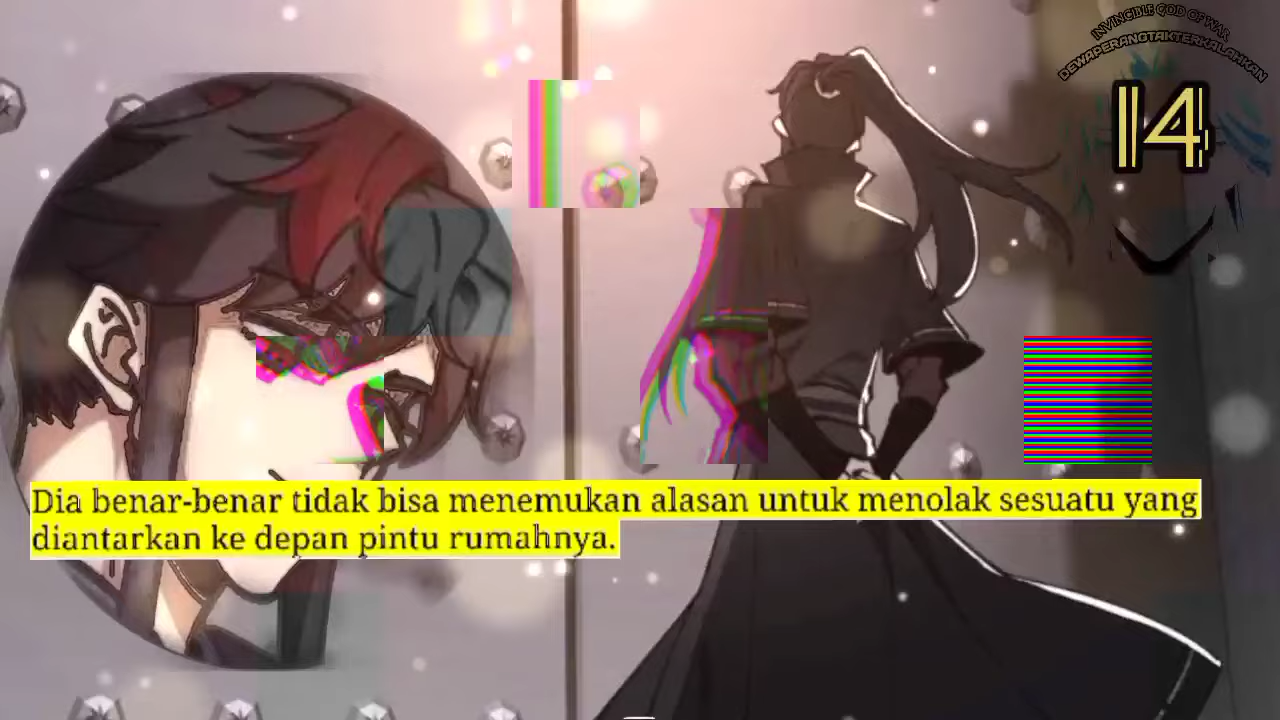 INVINCIBLE GOD OF WAR
DEWAPERANGTAKTERKALAHKAN
14
Dia benar-benar tidak bisa menemukan alasan untuk menolak sesuatu yang
diantarkan ke depan pintu rumahnya.